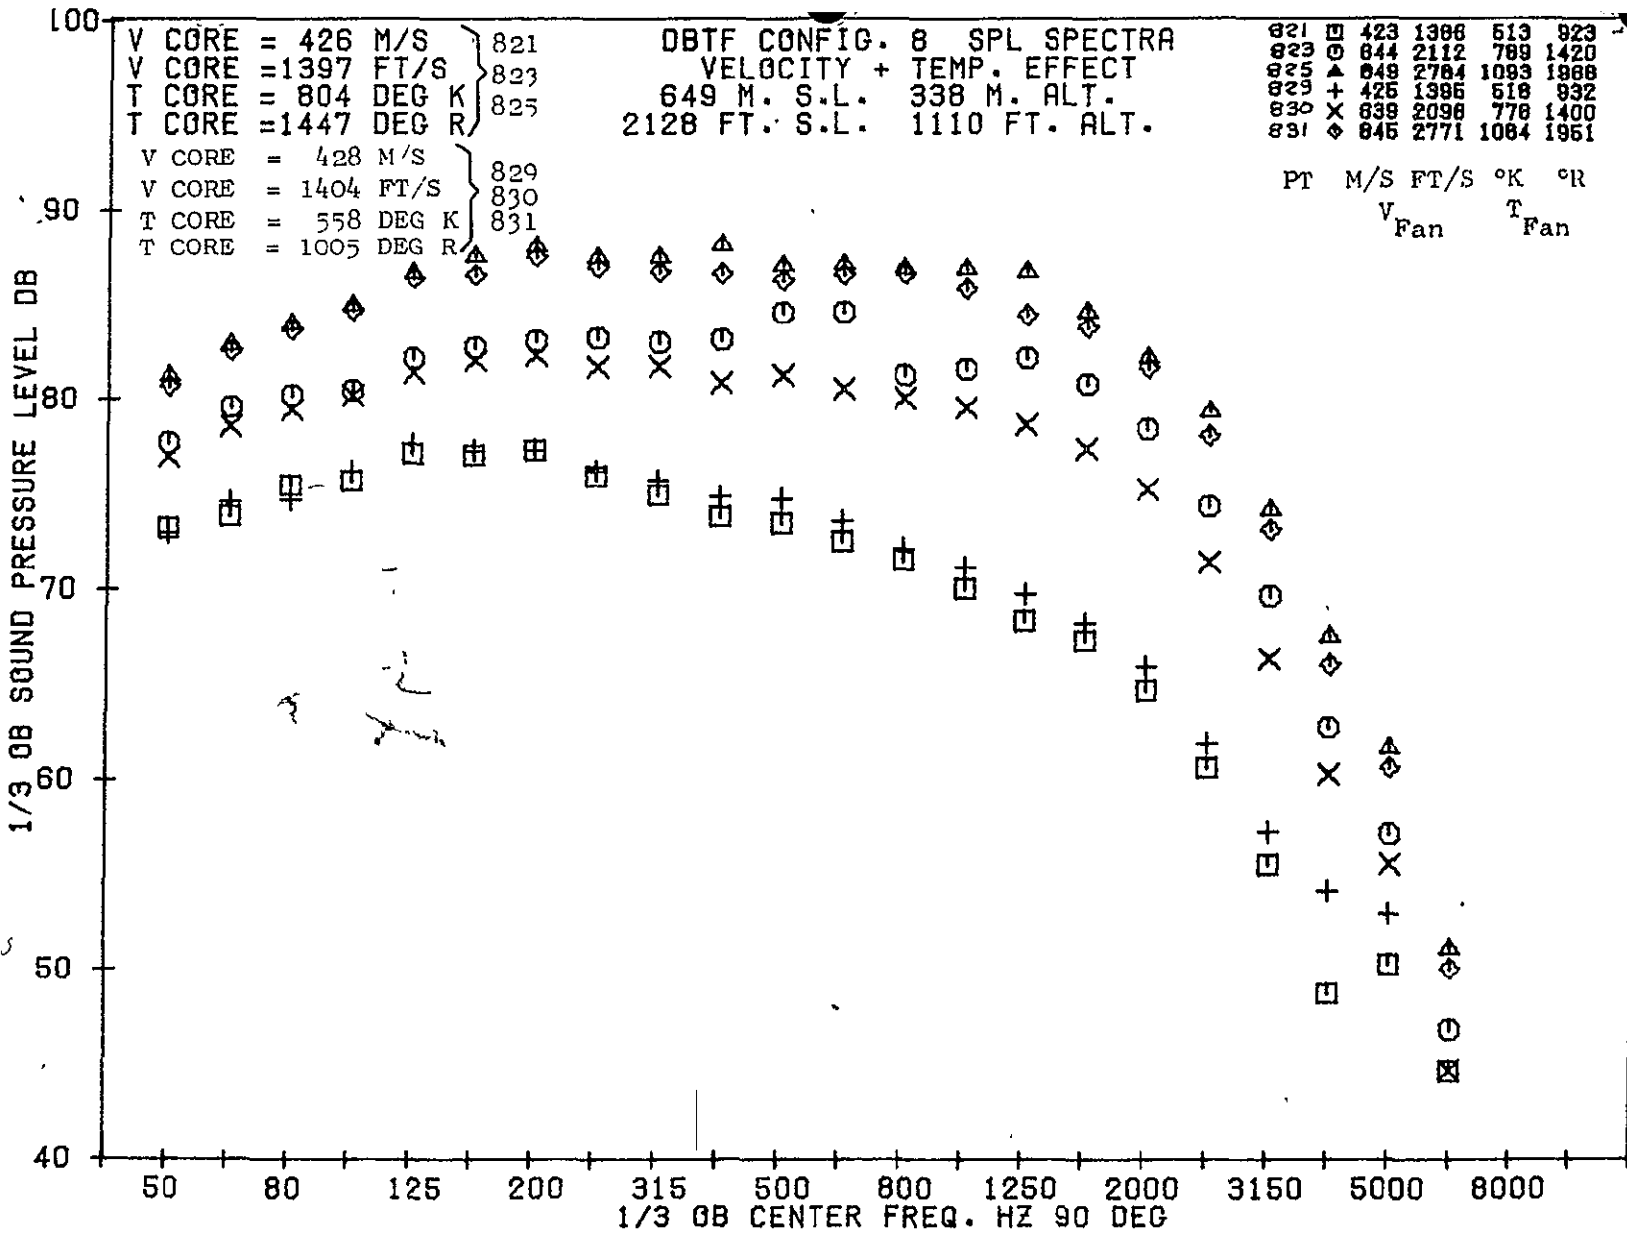 V CORE = 426 M/S
V CORE =1397 FT/S
T CORE = 804 DEG K
T CORE =1447 DEG R
821
823
825
V CORE = 428 M/S
V CORE = 1404 FT/S
T CORE = 558 DEG K
T CORE = 1005 DEG R
829
830
831
DBTF CONFIG. 8 SPL SPECTRA
VELOCITY + TEMP. EFFECT
649 M. S.L. 338 M. ALT.
2128 FT. S.L. 1110 FT. ALT.
821 423 1386 513 923
823 644 2112 789 1420
825 849 2784 1093 1968
829 + 425 1395 518 932
830 X 639 2096 778 1400
831 845 2771 1084 1951
PT M/S FT/S °K °R
V Fan T Fan
1/3 OB SOUND PRESSURE LEVEL DB
100
90
80
70
60
50
40
50 80 125 200 315 500 800 1250 2000 3150 5000 8000
1/3 OB CENTER FREQ. HZ 90 DEG